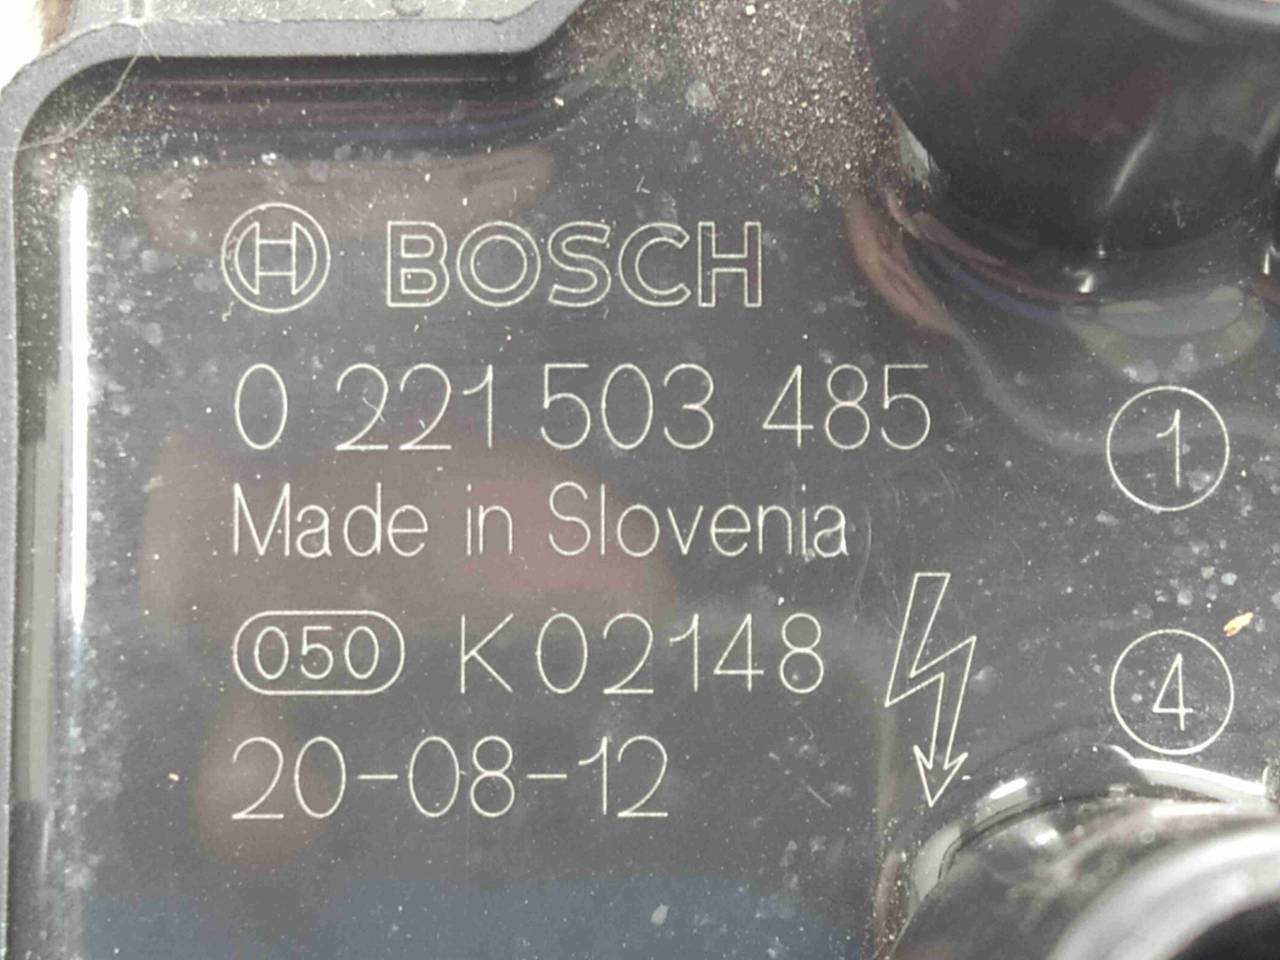 BOSCH
0 221 503 485
Made in Slovenia
050 K02148
20-08-12
1
4